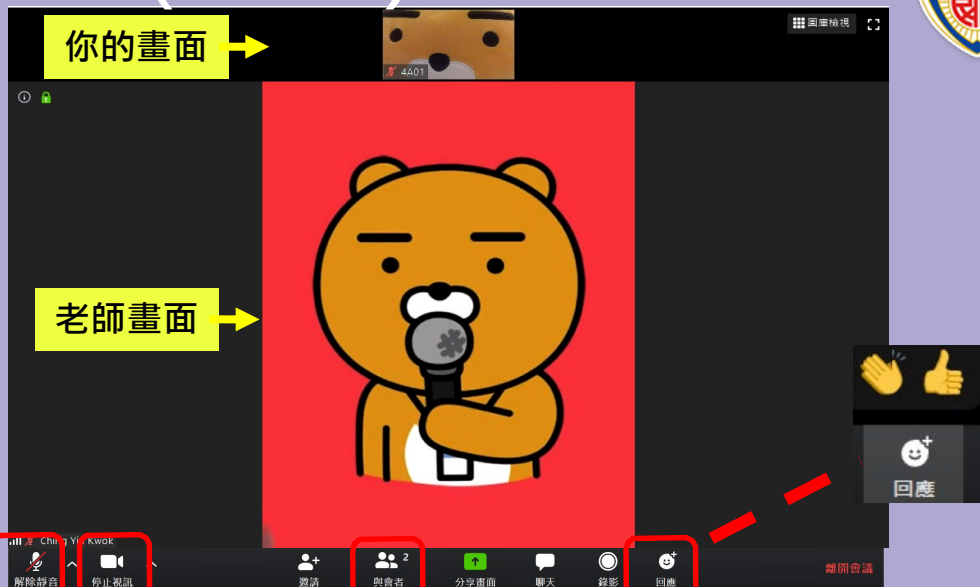 你的畫面
4A01
圖庫檢視
老師畫面
Ching Yin Kwok
解除靜音
停止視訊
邀請
與會者
2
分享畫面
聊天
錄影
回應
離開會議
回應